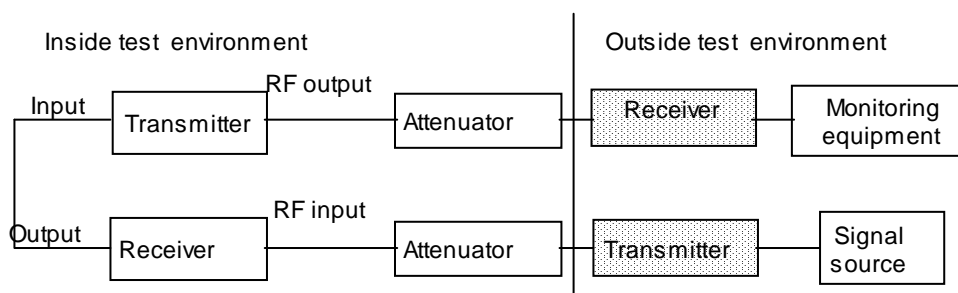 Inside test environment
Outside test environment
RF output
Input
Transmitter
Attenuator
Receiver
Monitoring
equipment
RF input
Output
Receiver
Attenuator
Transmitter
Signal
source